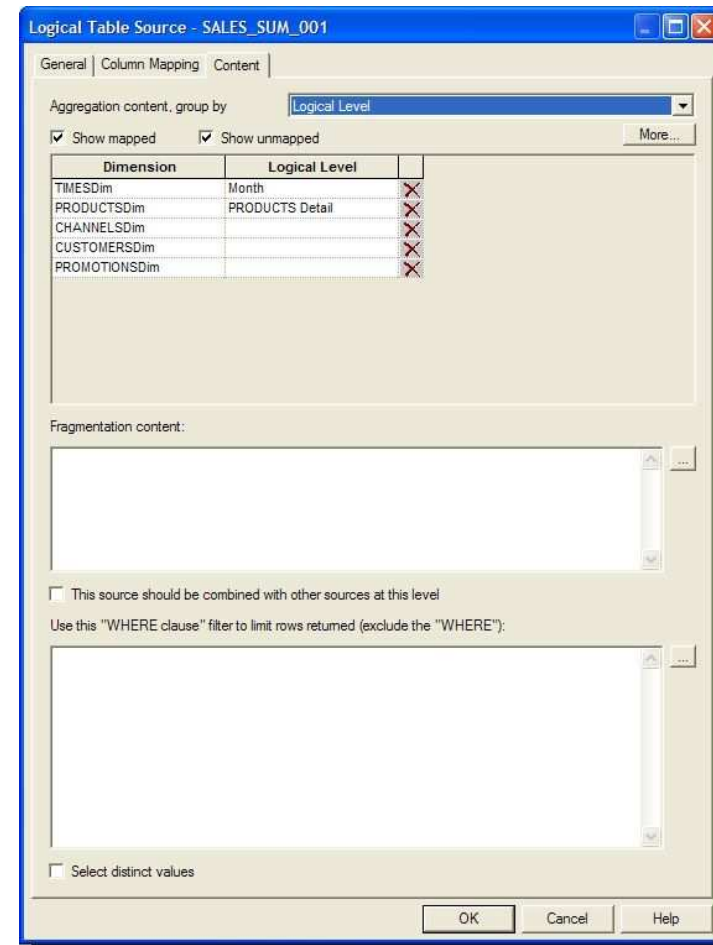 Logical Table Source - SALES_SUM_001
General Column Mapping Content
Aggregation content, group by Logical Level
Show mapped Show unmapped More...
Dimension Logical Level
TIMESDim Month
PRODUCTSDim PRODUCTS Detail
CHANNELSDim
CUSTOMERSDim
PROMOTIONSDim
Fragmentation content:
...
This source should be combined with other sources at this level
Use this "WHERE clause" filter to limit rows returned (exclude the "WHERE"):
...
Select distinct values
OK Cancel Help